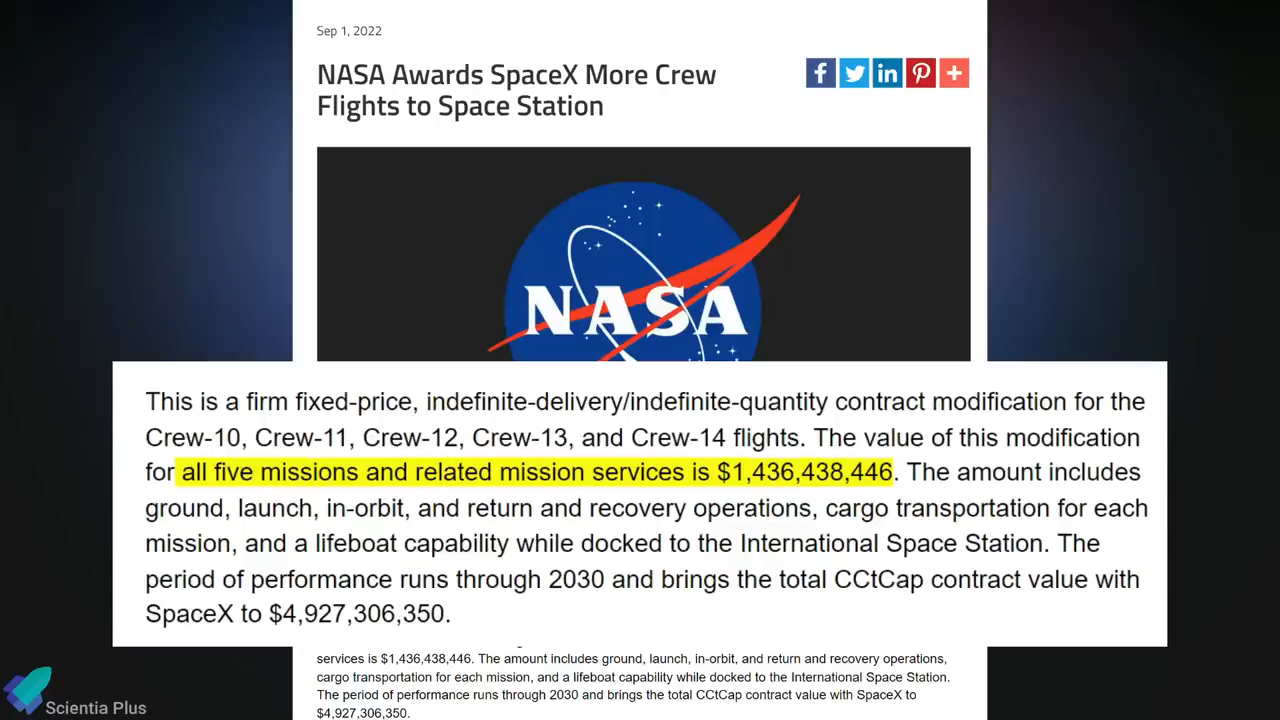 Sep 1, 2022
NASA Awards SpaceX More Crew
Flights to Space Station
NASA
This is a firm fixed-price, indefinite-delivery/indefinite-quantity contract modification for the
Crew-10, Crew-11, Crew-12, Crew-13, and Crew-14 flights. The value of this modification
for all five missions and related mission services is $1,436,438,446. The amount includes
ground, launch, in-orbit, and return and recovery operations, cargo transportation for each
mission, and a lifeboat capability while docked to the International Space Station. The
period of performance runs through 2030 and brings the total CCtCap contract value with
SpaceX to $4,927,306,350.
services is $1,436,438,446. The amount includes ground, launch, in-orbit, and return and recovery operations,
cargo transportation for each mission, and a lifeboat capability while docked to the International Space Station.
The period of performance runs through 2030 and brings the total CCtCap contract value with SpaceX to
$4,927,306,350.
Scientia Plus